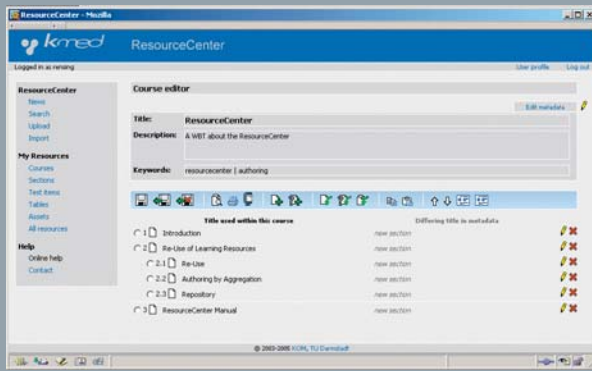 ResourceCenter - Mozilla
kmed
ResourceCenter
Logged in as rensing
User profile Log out
ResourceCenter
News
Search
Upload
Import
My Resources
Courses
Sections
Text items
Tables
Assets
All resources
Help
Online help
Contact
Course editor
Edit metadata
Title: ResourceCenter
Description: A WBT about the ResourceCenter
Keywords: resourcecenter | authoring
Title used within this course Differing title in metadata
1 Introduction new section
2 Re-Use of Learning Resources new section
2.1 Re-Use new section
2.2 Authoring by Aggregation new section
2.3 Repository new section
3 ResourceCenter Manual new section
© 2003-2005 KOM, TU Darmstadt